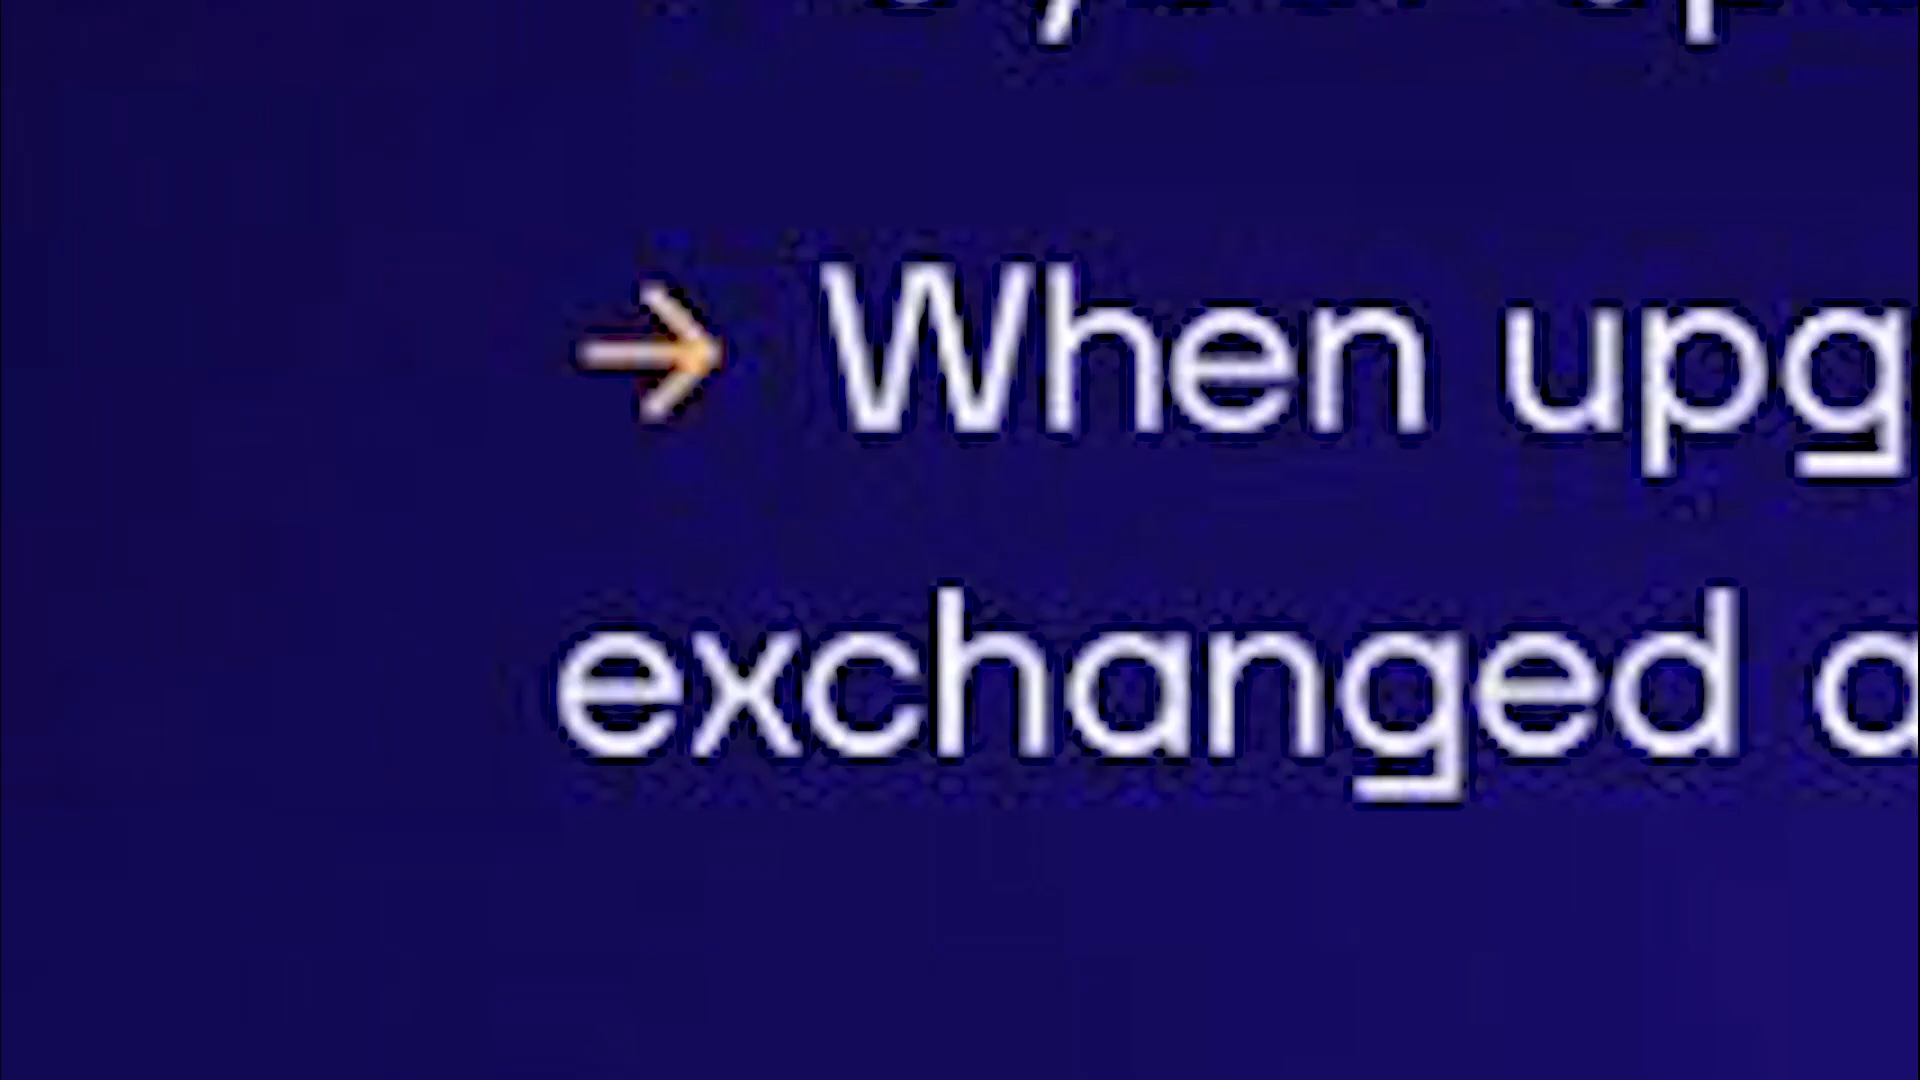 → When upg
exchanged a